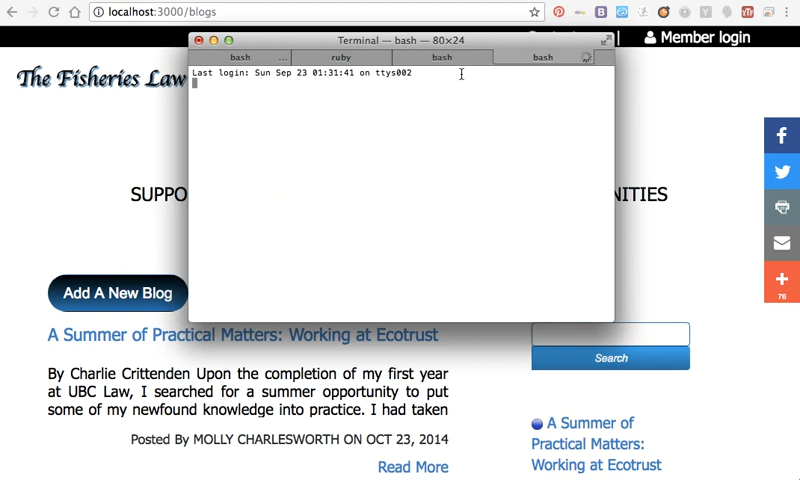 localhost:3000/blogs
Terminal — bash — 80×24
bash ...
ruby
bash
bash
Last login: Sun Sep 23 01:31:41 on ttys002
| Member login
The Fisheries Law
SUPPO
NITIES
76
Add A New Blog
A Summer of Practical Matters: Working at Ecotrust
By Charlie Crittenden Upon the completion of my first year
at UBC Law, I searched for a summer opportunity to put
some of my newfound knowledge into practice. I had taken
Posted By MOLLY CHARLESWORTH ON OCT 23, 2014
Read More
Search
A Summer of
Practical Matters:
Working at Ecotrust